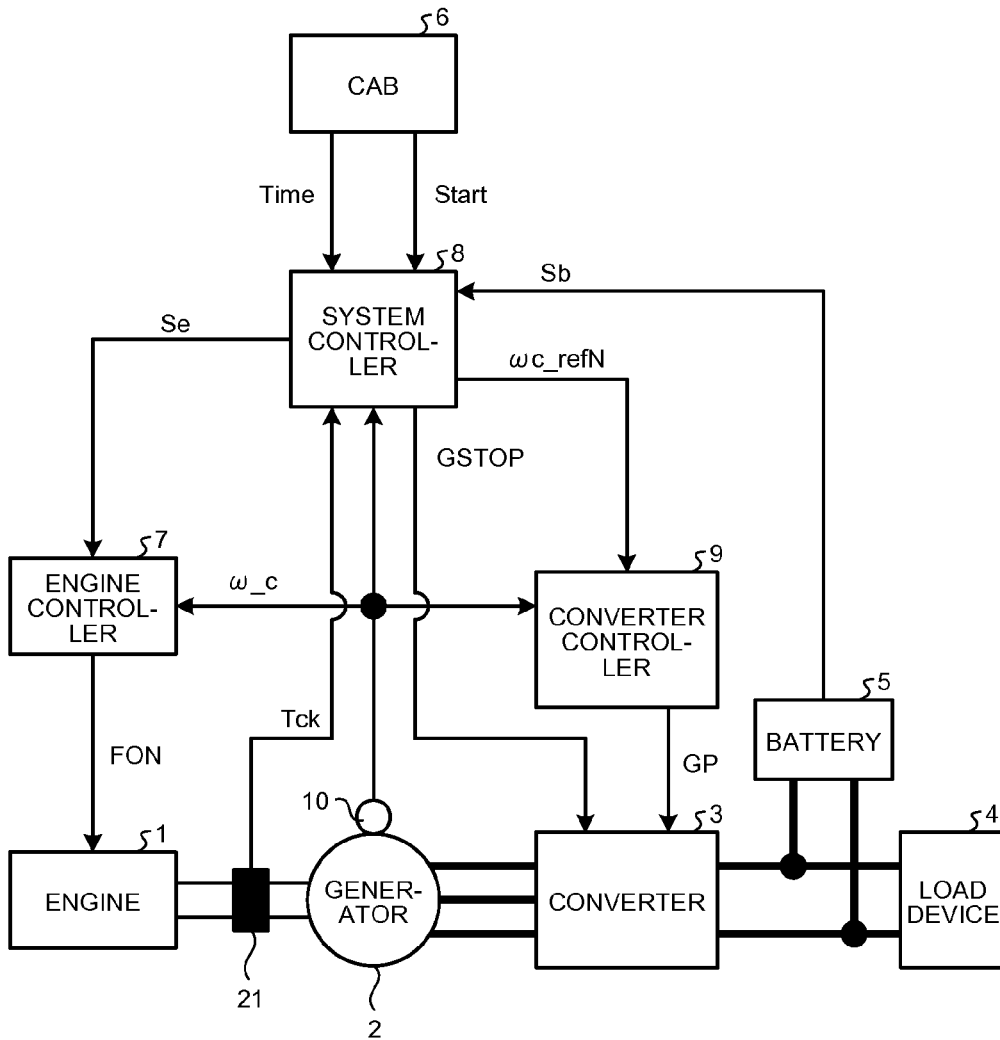 6
CAB
Time
Start
8
Sb
SYSTEM
CONTROL-
LER
Se
ωc_refN
GSTOP
7
ENGINE
CONTROL-
LER
ω_c
9
CONVERTER
CONTROL-
LER
Tck
5
BATTERY
FON
GP
10
1
ENGINE
GENER-
ATOR
3
CONVERTER
4
LOAD
DEVICE
21
2